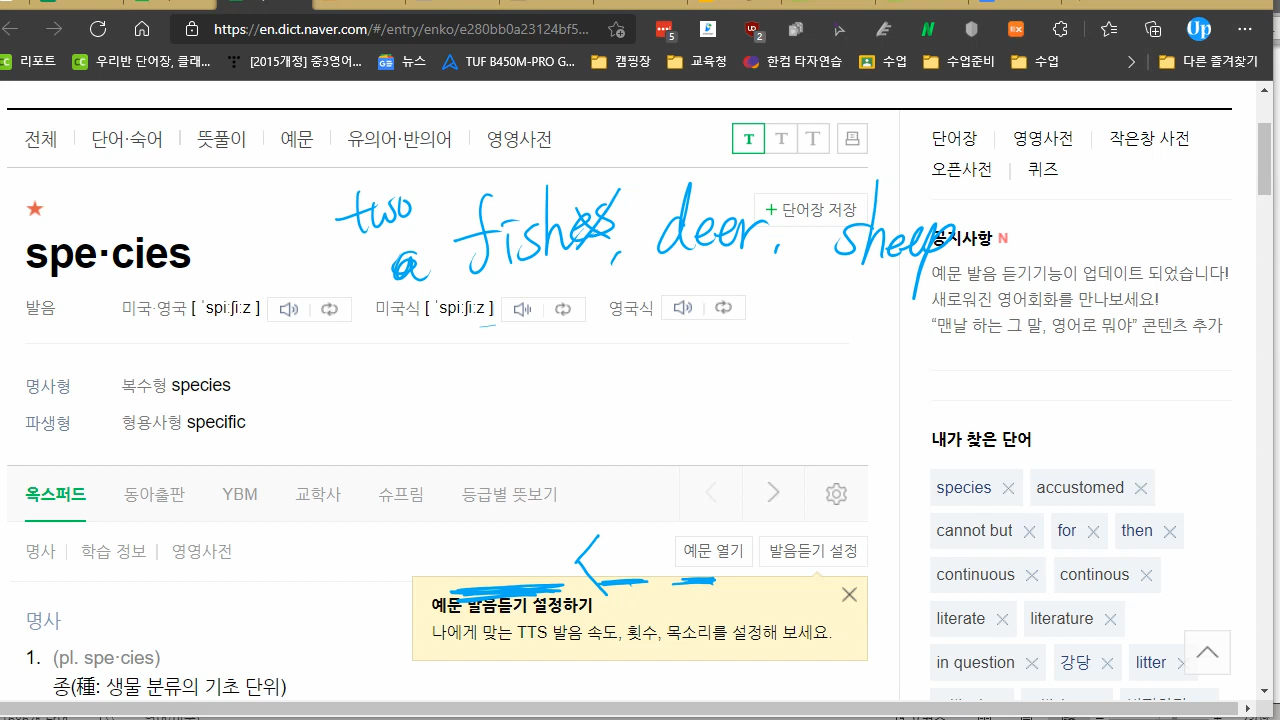 https://en.dict.naver.com/#/entry/enko/e280bb0a23124bf5...
리포트 우리반 단어장, 클래... [2015개정] 중3영어... 뉴스 TUF B450M-PRO G... 캠핑장 교육청 한컴 타자연습 수업 수업준비 수업 다른 즐겨찾기
전체 단어·숙어 뜻풀이 예문 유의어·반의어 영영사전 T T T
단어장 영영사전 작은창 사전
오픈사전 퀴즈
two
a fishes, deer, sheep
+ 단어장 저장
spe·cies
발음 미국·영국 [ ˈspiːʃiːz ] 미국식 [ ˈspiːʃiːz ] 영국식
공지사항 N
예문 발음 듣기기능이 업데이트 되었습니다!
새로워진 영어회화를 만나보세요!
“맨날 하는 그 말, 영어로 뭐야” 콘텐츠 추가
명사형 복수형 species
파생형 형용사형 specific
내가 찾은 단어
species accustomed
cannot but for then
continuous continous
literate literature
in question 강당 litter
옥스퍼드 동아출판 YBM 교학사 슈프림 등급별 뜻보기
명사 학습 정보 영영사전 예문 열기 발음듣기 설정
예문 발음듣기 설정하기
나에게 맞는 TTS 발음 속도, 횟수, 목소리를 설정해 보세요.
명사
1. (pl. spe·cies)
종(種: 생물 분류의 기초 단위)